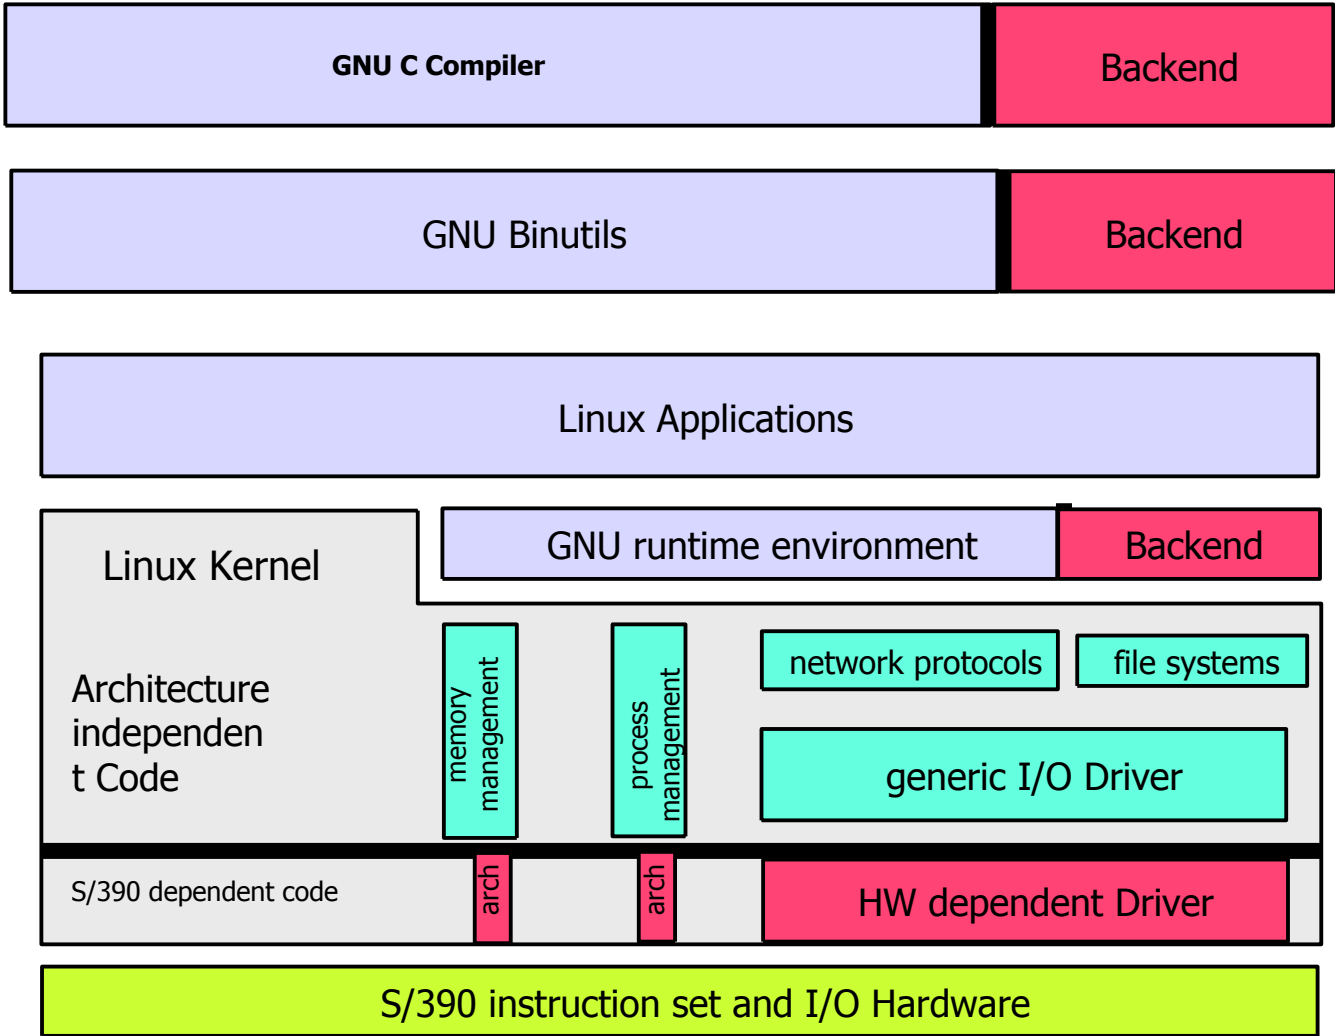 GNU C Compiler
Backend
GNU Binutils
Backend
Linux Applications
Linux Kernel
GNU runtime environment
Backend
Architecture
independen
t Code
memory
management
process
management
network protocols
file systems
generic I/O Driver
S/390 dependent code
arch
arch
HW dependent Driver
S/390 instruction set and I/O Hardware